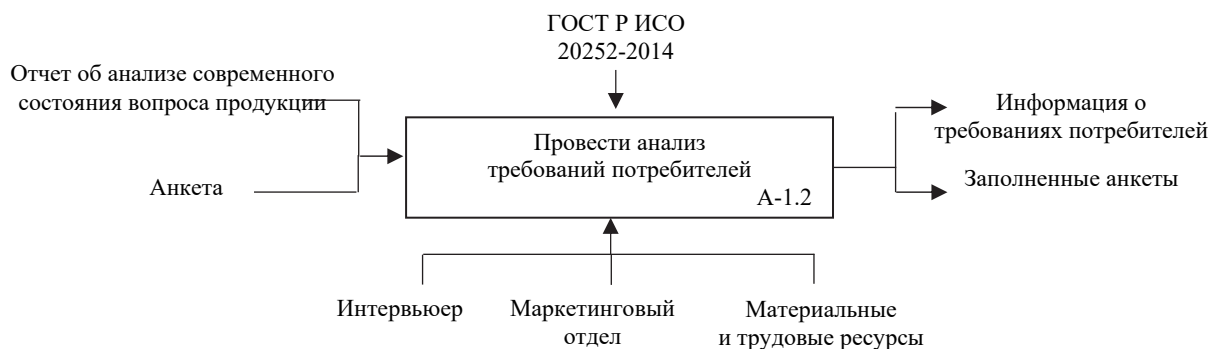 ГОСТ Р ИСО
20252-2014
Отчет об анализе современного
состояния вопроса продукции
Анкета
Провести анализ
требований потребителей
А-1.2
Информация о
требованиях потребителей
Заполненные анкеты
Интервьюер
Маркетинговый
отдел
Материальные
и трудовые ресурсы